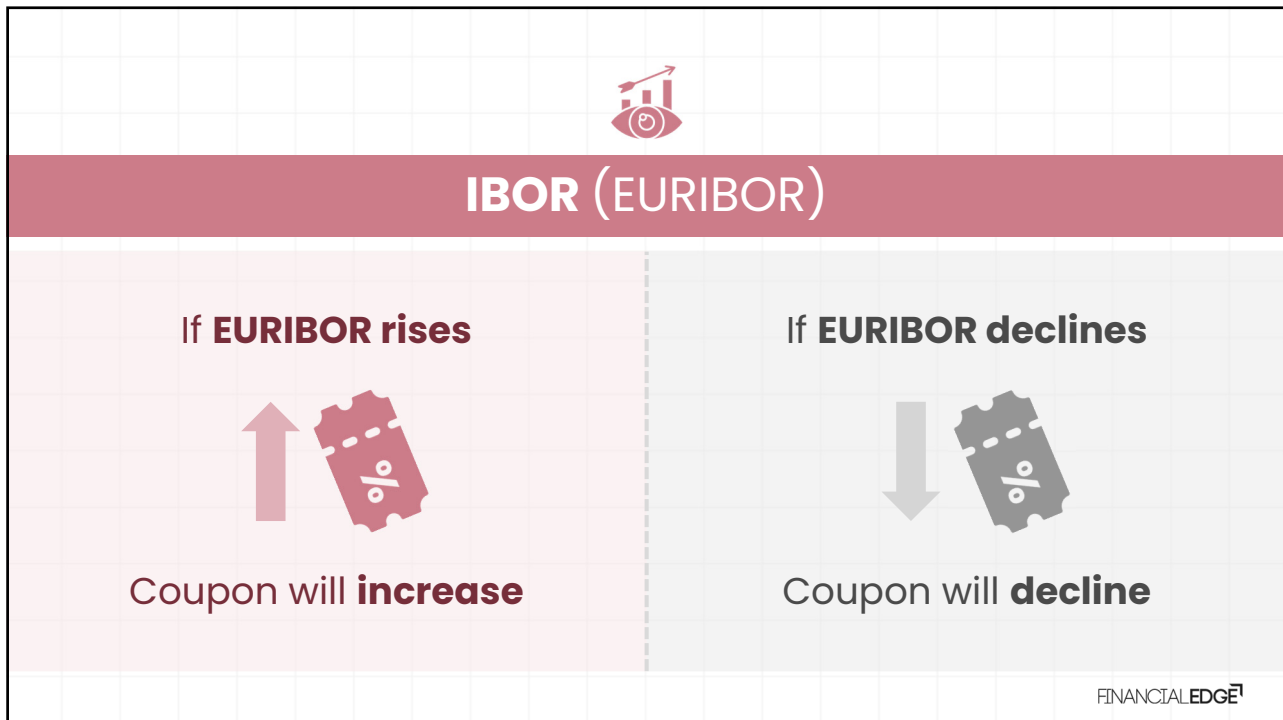 IBOR (EURIBOR)
If EURIBOR rises
%
Coupon will increase
If EURIBOR declines
%
Coupon will decline
FINANCIALEDGE